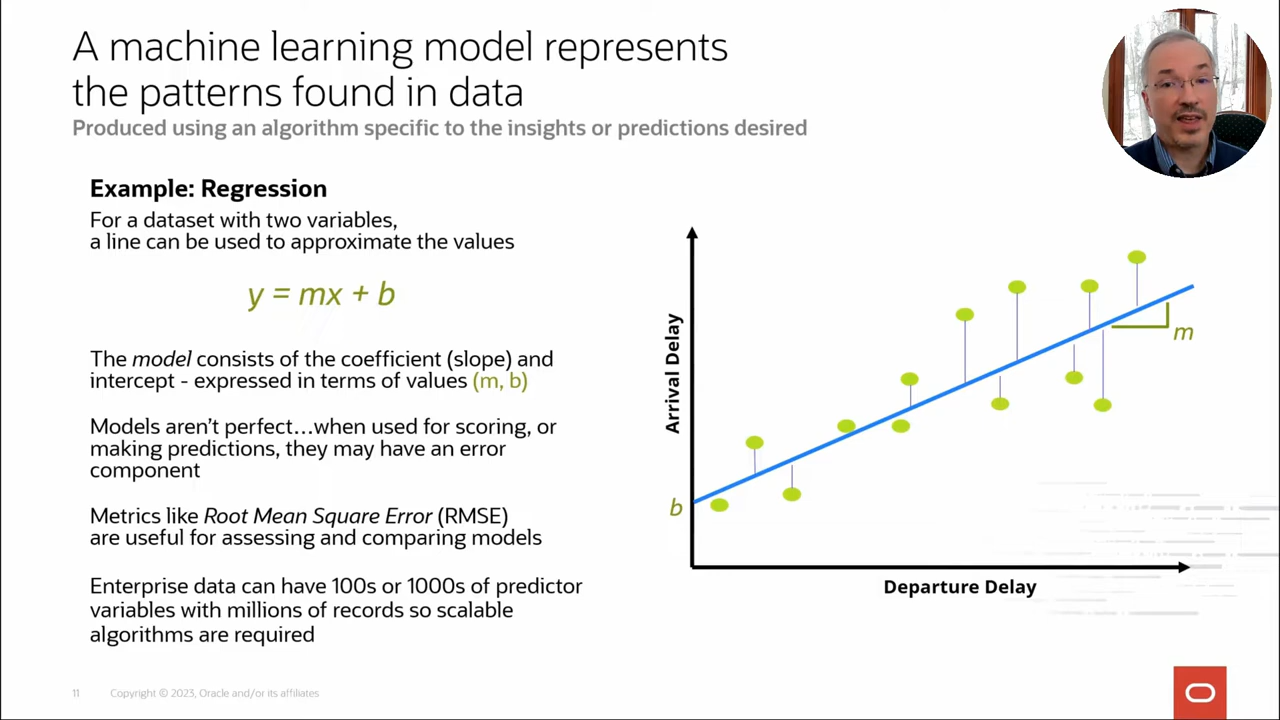 A machine learning model represents
the patterns found in data
Produced using an algorithm specific to the insights or predictions desired
Example: Regression
For a dataset with two variables,
a line can be used to approximate the values
y = mx + b
The model consists of the coefficient (slope) and
intercept - expressed in terms of values (m, b)
Models aren't perfect…when used for scoring, or
making predictions, they may have an error
component
Metrics like Root Mean Square Error (RMSE)
are useful for assessing and comparing models
Enterprise data can have 100s or 1000s of predictor
variables with millions of records so scalable
algorithms are required
Arrival Delay
m
b
Departure Delay
11
Copyright © 2023, Oracle and/or its affiliates